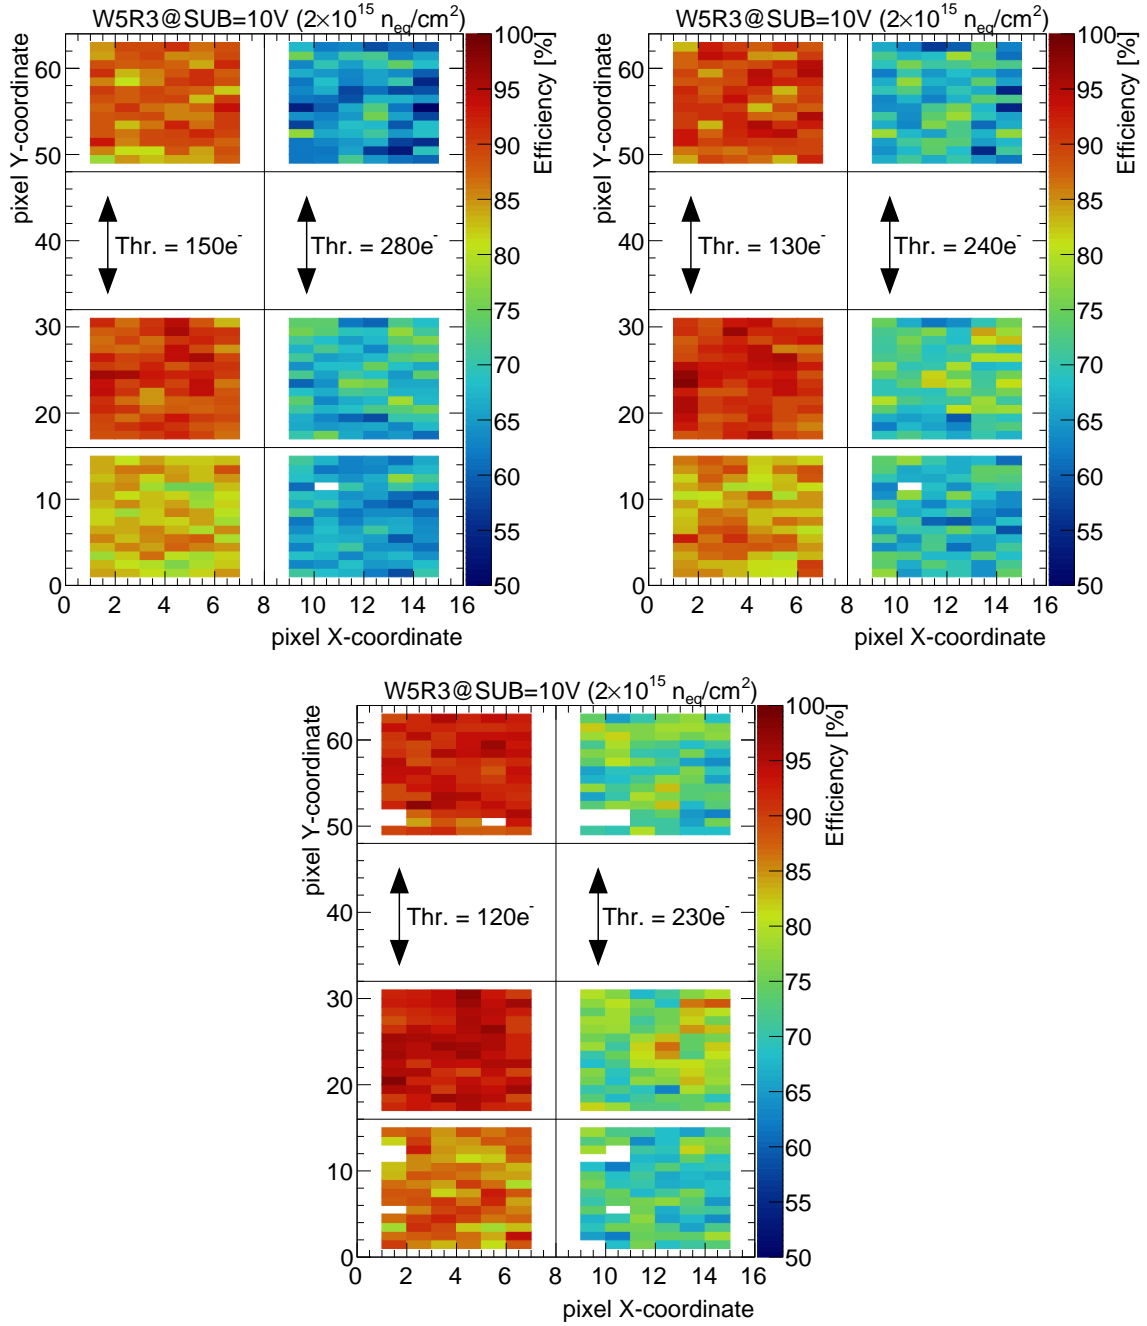 W5R3@SUB=10V (2×10¹⁵ n_eq/cm²)
pixel Y-coordinate
60
50
40
30
20
10
0
Thr. = 150e⁻
Thr. = 280e⁻
0 2 4 6 8 10 12 14 16
pixel X-coordinate
100
95
90
85
80
75
70
65
60
55
50
Efficiency [%]
W5R3@SUB=10V (2×10¹⁵ n_eq/cm²)
pixel Y-coordinate
60
50
40
30
20
10
0
Thr. = 130e⁻
Thr. = 240e⁻
0 2 4 6 8 10 12 14 16
pixel X-coordinate
100
95
90
85
80
75
70
65
60
55
50
Efficiency [%]
W5R3@SUB=10V (2×10¹⁵ n_eq/cm²)
pixel Y-coordinate
60
50
40
30
20
10
0
Thr. = 120e⁻
Thr. = 230e⁻
0 2 4 6 8 10 12 14 16
pixel X-coordinate
100
95
90
85
80
75
70
65
60
55
50
Efficiency [%]